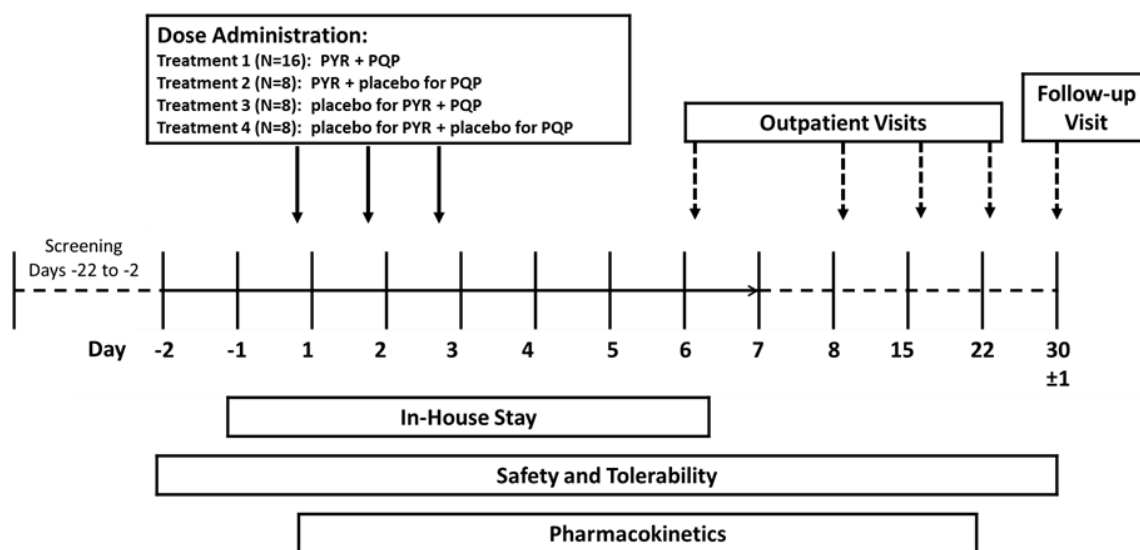 Dose Administration:
Treatment 1 (N=16): PYR + PQP
Treatment 2 (N=8): PYR + placebo for PQP
Treatment 3 (N=8): placebo for PYR + PQP
Treatment 4 (N=8): placebo for PYR + placebo for PQP
Outpatient Visits
Follow-up
Visit
Screening
Days -22 to -2
Day -2 -1 1 2 3 4 5 6 7 8 15 22 30
±1
In-House Stay
Safety and Tolerability
Pharmacokinetics